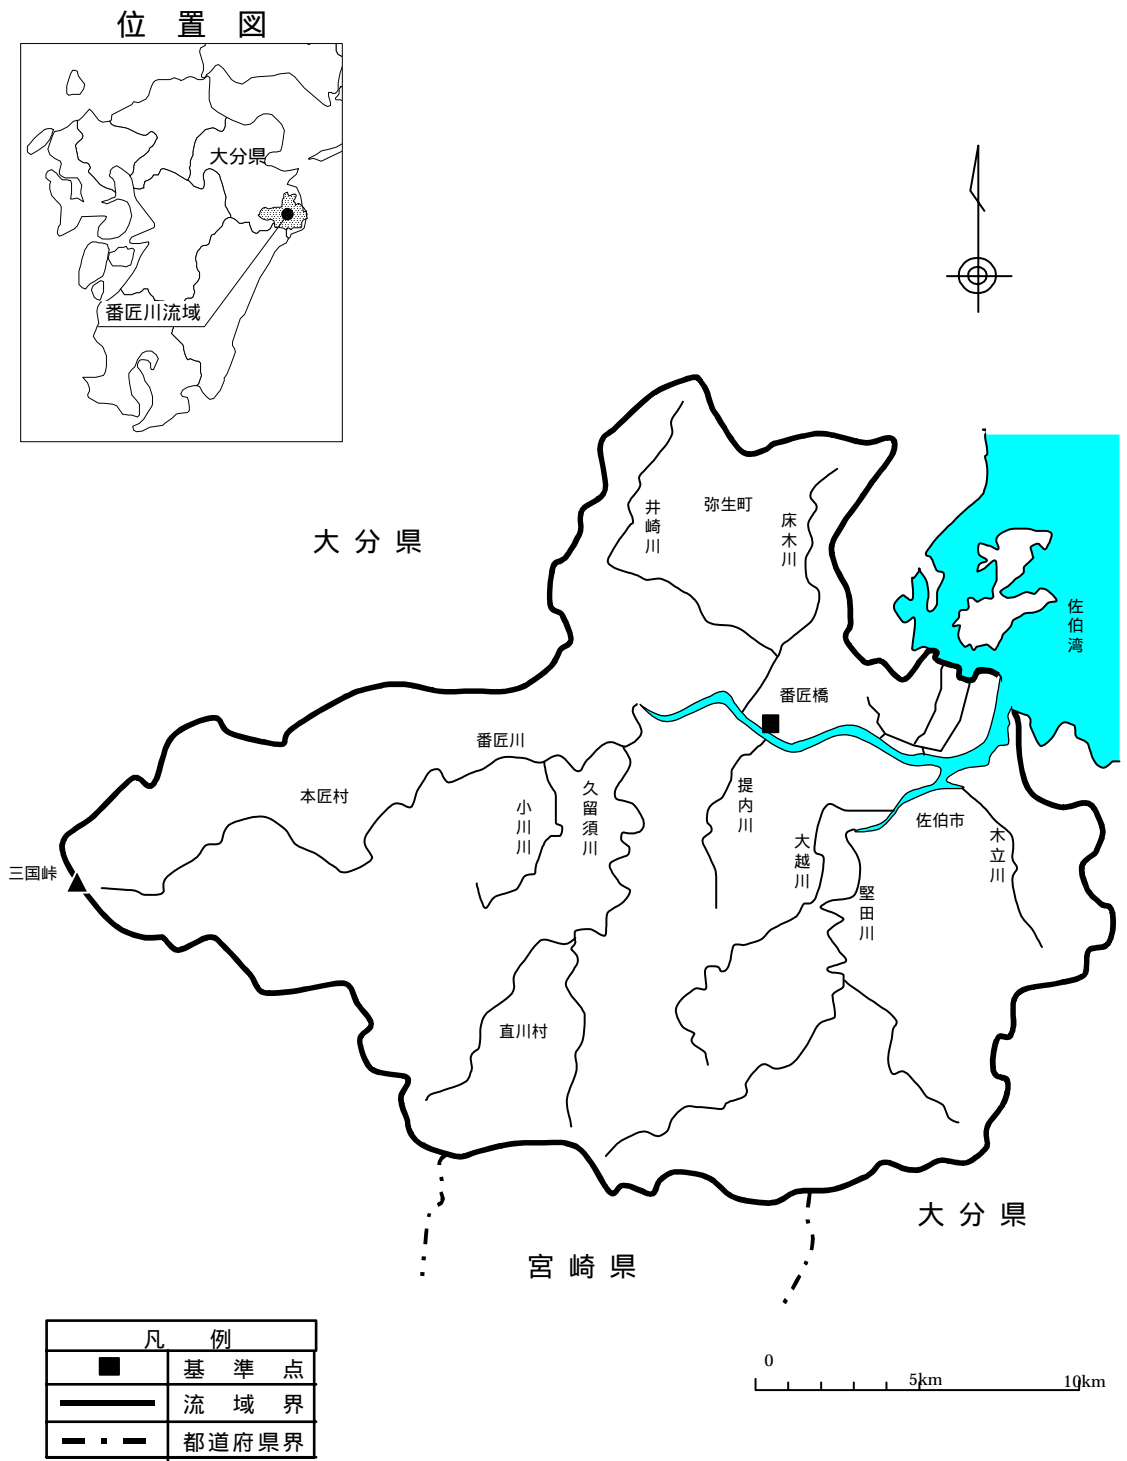 位置図
大分県
番匠川流域
大分県
井崎川
弥生町
床木川
佐伯湾
番匠橋
番匠川
本匠村
小川川
久留須川
提内川
大越川
佐伯市
木立川
堅田川
三国峠
直川村
大分県
宮崎県
凡例
基準点
流域界
都道府県界
0
5km
10km